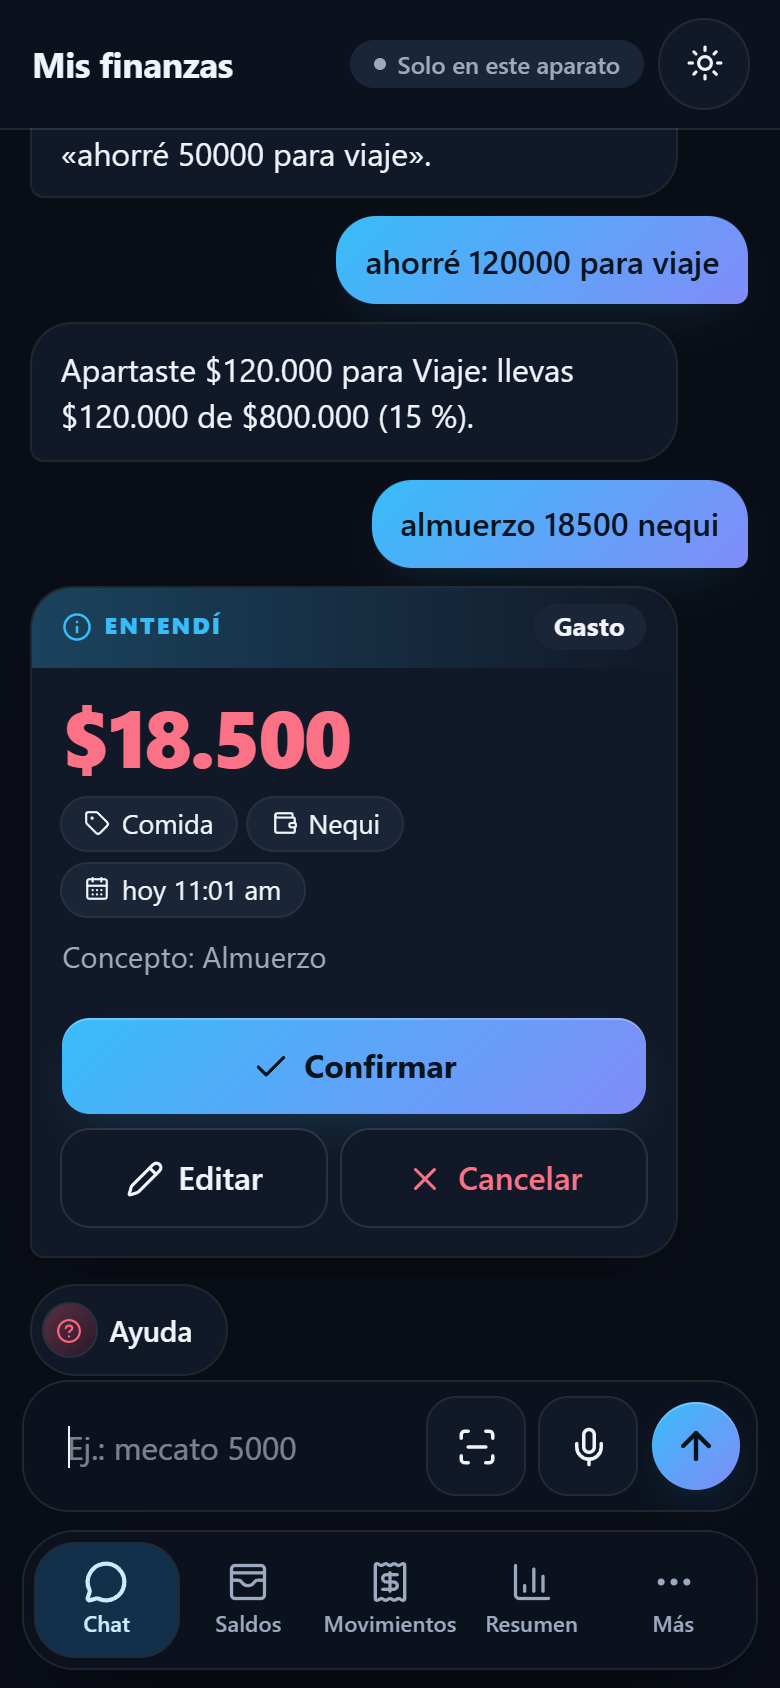 Mis finanzas
Solo en este aparato
«ahorré 50000 para viaje».
ahorré 120000 para viaje
Apartaste $120.000 para Viaje: llevas
$120.000 de $800.000 (15 %).
almuerzo 18500 nequi
ENTENDÍ
Gasto
$18.500
Comida
Nequi
hoy 11:01 am
Concepto: Almuerzo
Confirmar
Editar
Cancelar
Ayuda
Ej.: mecato 5000
Chat
Saldos
Movimientos
Resumen
Más